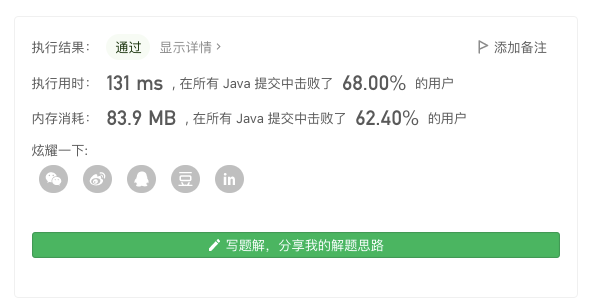 执行结果： 通过 显示详情 › 添加备注
执行用时： 131 ms , 在所有 Java 提交中击败了 68.00% 的用户
内存消耗： 83.9 MB , 在所有 Java 提交中击败了 62.40% 的用户
炫耀一下:
豆 in
写题解，分享我的解题思路